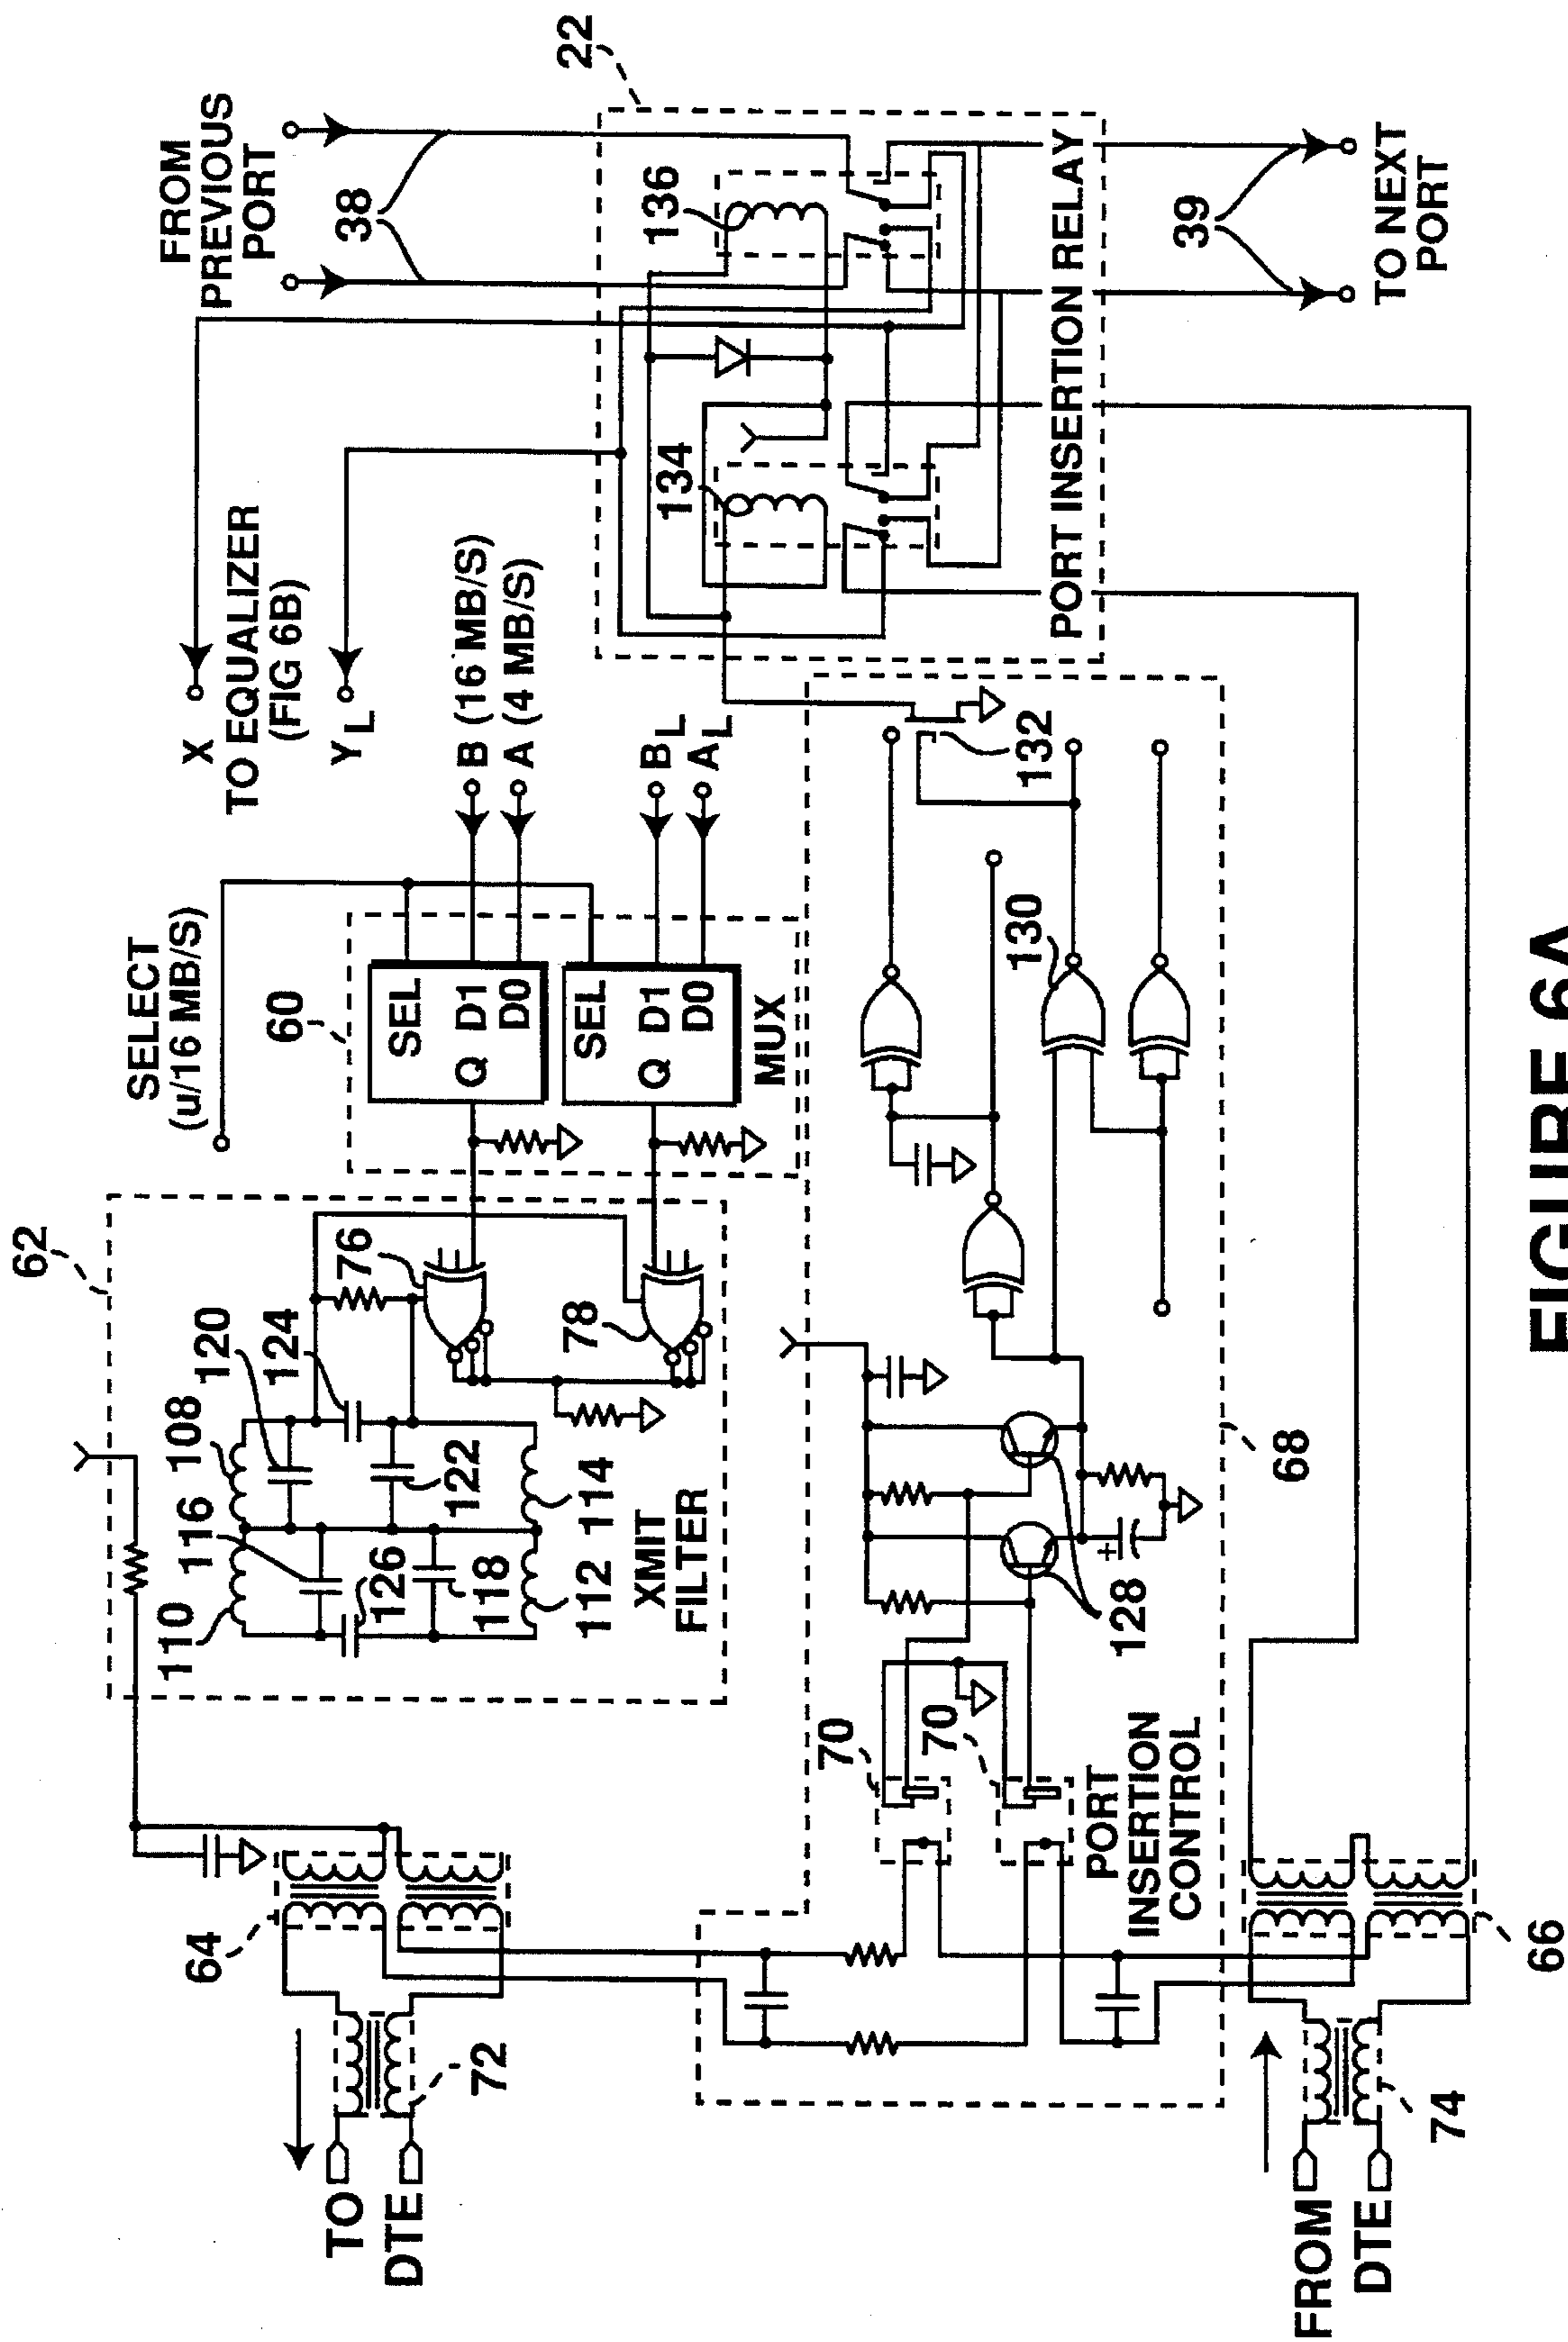 FROM
PREVIOUS
PORT
38
22
136
134
PORT INSERTION RELAY
39
TO NEXT
PORT
X
TO EQUALIZER
(FIG 6B)
Y L
B (16 MB/S)
A (4 MB/S)
B L
A L
SELECT
(u/16 MB/S)
60
SEL
Q D1
D0
SEL
Q D1
D0
MUX
62
76
78
120
124
108
116
110
122
114
126
118
112
XMIT
FILTER
132
130
128
68
70
70
PORT
INSERTION
CONTROL
64
72
TO
DTE
66
74
FROM
DTE
FIGURE 6A